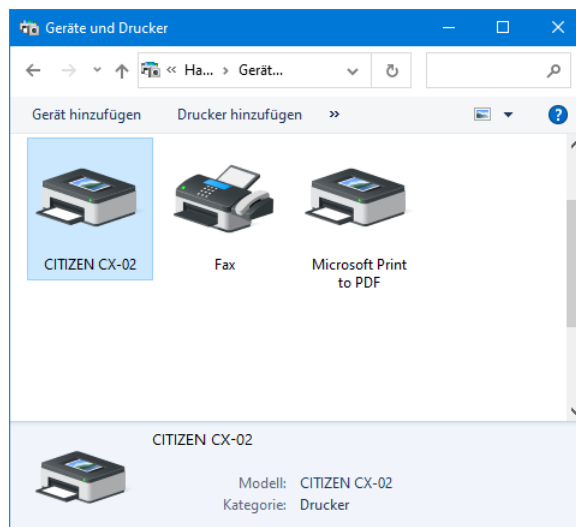 Geräte und Drucker
« Ha... › Gerät...
Gerät hinzufügen Drucker hinzufügen »
CITIZEN CX-02
Fax
Microsoft Print
to PDF
CITIZEN CX-02
Modell: CITIZEN CX-02
Kategorie: Drucker